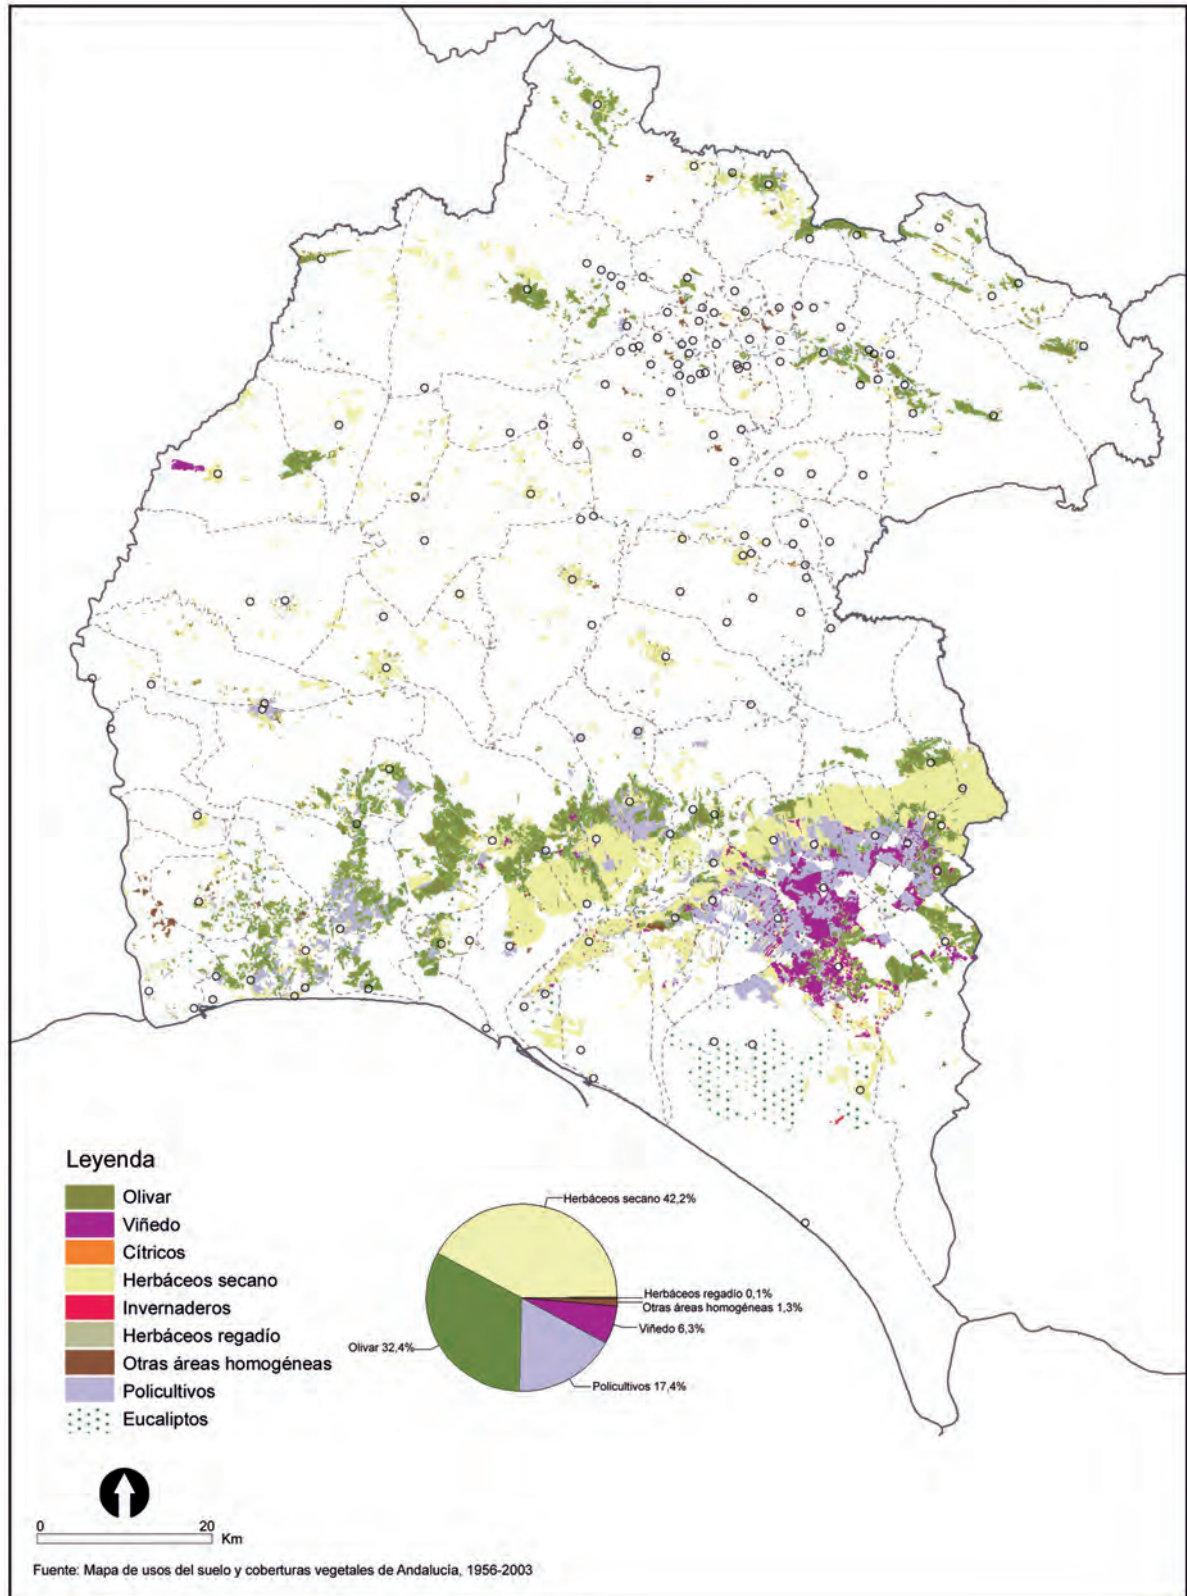 Leyenda
Olivar
Viñedo
Cítricos
Herbáceos secano
Invernaderos
Herbáceos regadío
Otras áreas homogéneas
Policultivos
Eucaliptos
Herbáceos secano 42,2%
Herbáceos regadío 0,1%
Otras áreas homogéneas 1,3%
Viñedo 6,3%
Olivar 32,4%
Policultivos 17,4%
0 20
Km
Fuente: Mapa de usos del suelo y coberturas vegetales de Andalucía, 1956-2003